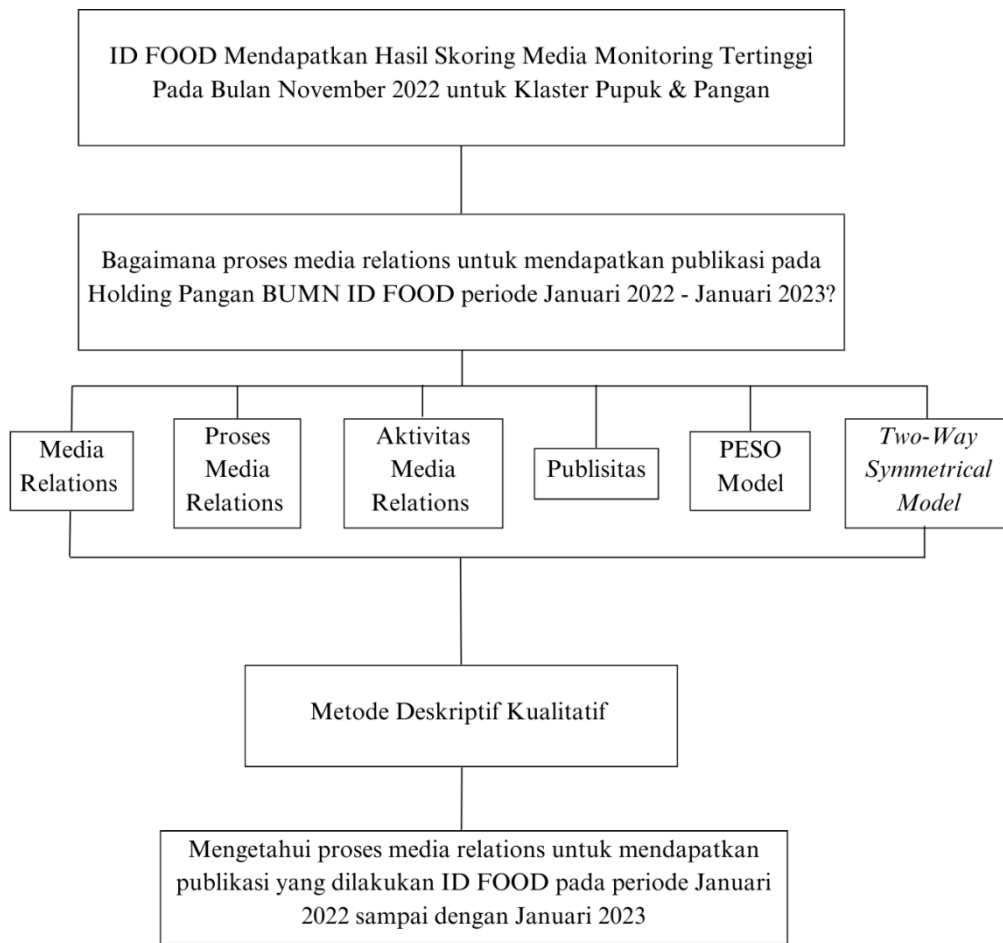 ID FOOD Mendapatkan Hasil Skoring Media Monitoring Tertinggi
Pada Bulan November 2022 untuk Klaster Pupuk & Pangan
Bagaimana proses media relations untuk mendapatkan publikasi pada
Holding Pangan BUMN ID FOOD periode Januari 2022 - Januari 2023?
Media
Relations
Proses
Media
Relations
Aktivitas
Media
Relations
Publisitas
PESO
Model
Two-Way
Symmetrical
Model
Metode Deskriptif Kualitatif
Mengetahui proses media relations untuk mendapatkan
publikasi yang dilakukan ID FOOD pada periode Januari
2022 sampai dengan Januari 2023